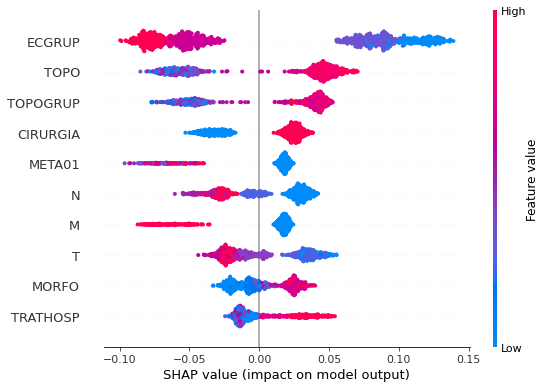 High
ECGRUP
TOPO
TOPOGRUP
CIRURGIA
META01
N
M
T
MORFO
TRATHOSP
Feature value
Low
−0.10 −0.05 0.00 0.05 0.10 0.15
SHAP value (impact on model output)